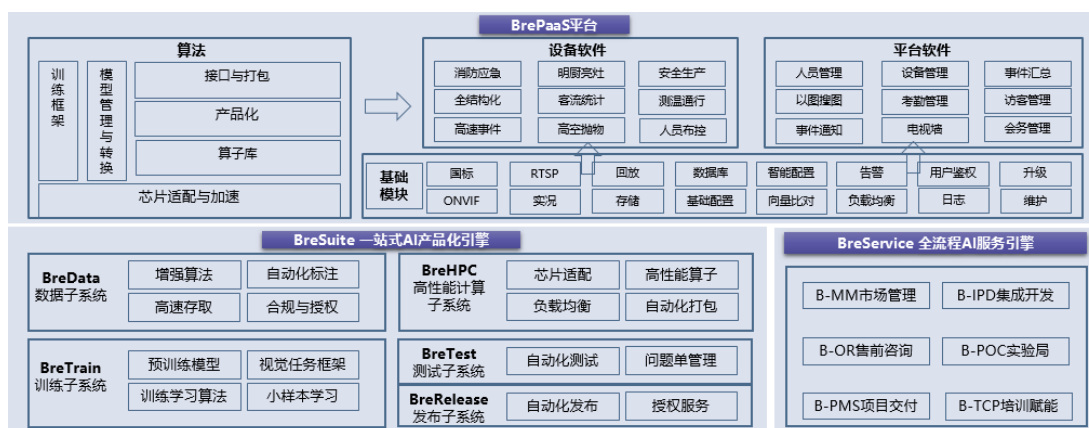 BrePaaS平台
算法
训练框架
模型管理与转换
接口与打包
产品化
算子库
芯片适配与加速
设备软件
消防应急
明厨亮灶
安全生产
全结构化
客流统计
测温通行
高速事件
高空抛物
人员布控
平台软件
人员管理
设备管理
事件汇总
以图搜图
考勤管理
访客管理
事件通知
电视墙
会务管理
基础
模块
国标
RTSP
回放
数据库
智能配置
告警
用户鉴权
升级
ONVIF
实况
存储
基础配置
向量比对
负载均衡
日志
维护
BreSuite 一站式AI产品化引擎
BreData
数据子系统
增强算法
自动化标注
高速存取
合规与授权
BreHPC
高性能计算
子系统
芯片适配
高性能算子
负载均衡
自动化打包
BreTrain
训练子系统
预训练模型
视觉任务框架
训练学习算法
小样本学习
BreTest
测试子系统
自动化测试
问题单管理
BreRelease
发布子系统
自动化发布
授权服务
BreService 全流程AI服务引擎
B-MM市场管理
B-IPD集成开发
B-OR售前咨询
B-POC实验局
B-PMS项目交付
B-TCP培训赋能